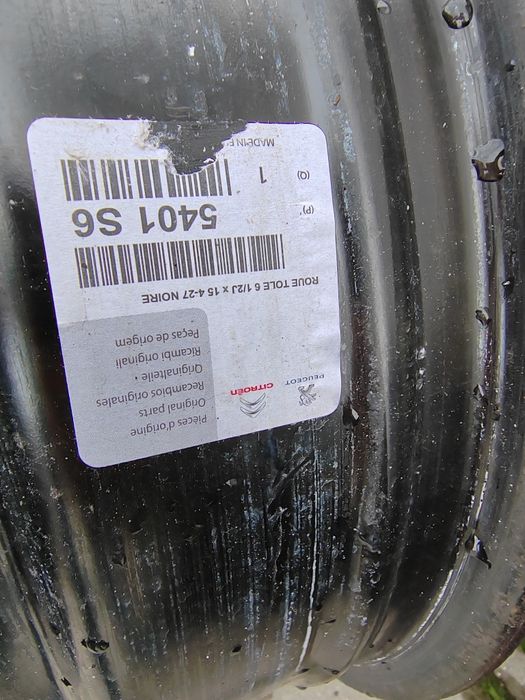 PEUGEOT
CITROËN
Pièces d'origine
Original parts
Recambios originales
Originalteile •
Ricambi originali
Peças de origem
ROUE TOLE 6 1/2J x 15 4-27 NOIRE
(P) 5401 S6
(Q) 1
MADE IN